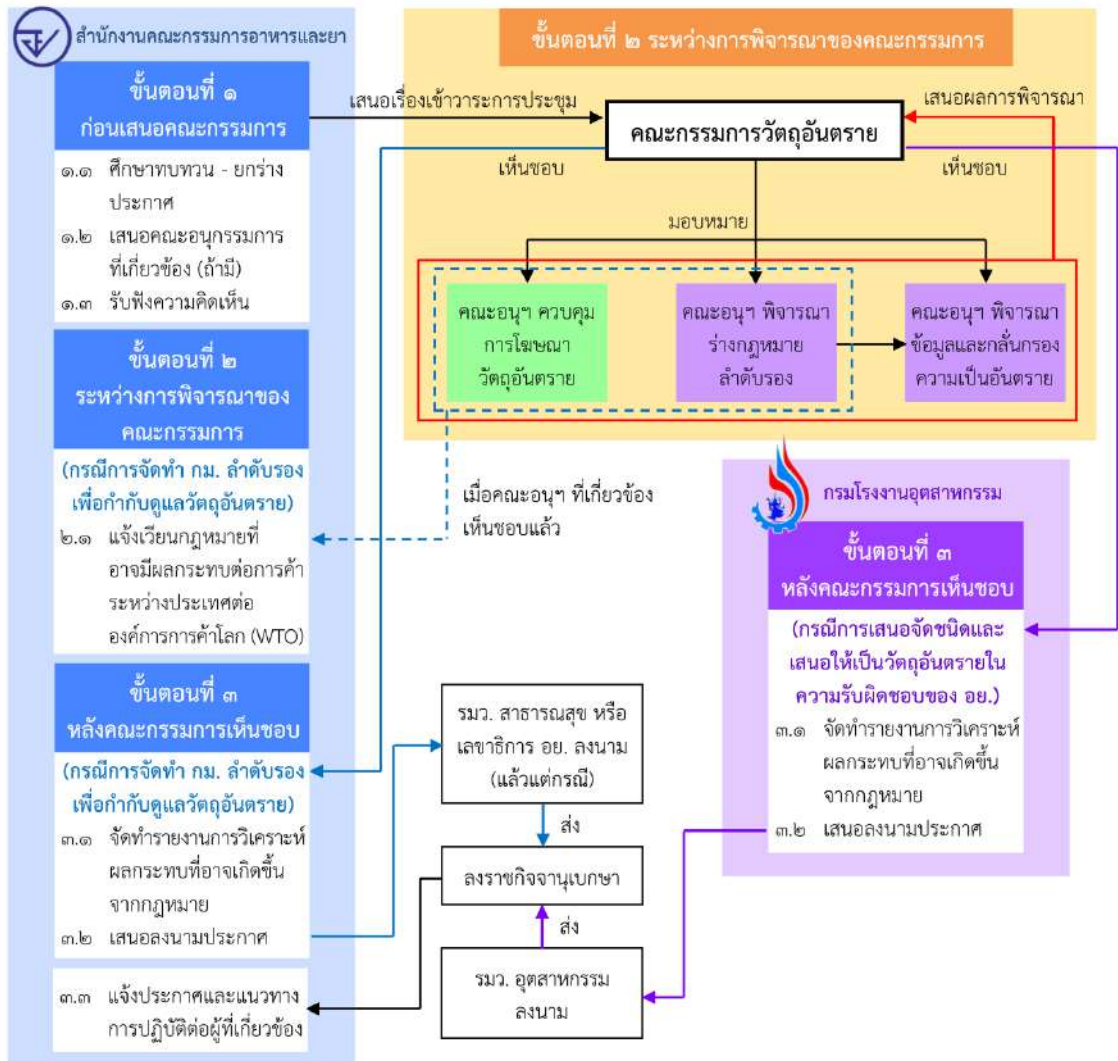 สำนักงานคณะกรรมการอาหารและยา
ขั้นตอนที่ ๑
ก่อนเสนอคณะกรรมการ
๑.๑ ศึกษาทบทวน - ยกร่าง
ประกาศ
๑.๒ เสนอคณะอนุกรรมการ
ที่เกี่ยวข้อง (ถ้ามี)
๑.๓ รับฟังความคิดเห็น
ขั้นตอนที่ ๒
ระหว่างการพิจารณาของ
คณะกรรมการ
(กรณีการจัดทำ กม. ลำดับรอง
เพื่อกำกับดูแลวัตถุอันตราย)
๒.๑ แจ้งเวียนกฎหมายที่
อาจมีผลกระทบต่อการค้า
ระหว่างประเทศต่อ
องค์การการค้าโลก (WTO)
ขั้นตอนที่ ๓
หลังคณะกรรมการเห็นชอบ
(กรณีการจัดทำ กม. ลำดับรอง
เพื่อกำกับดูแลวัตถุอันตราย)
๓.๑ จัดทำรายงานการวิเคราะห์
ผลกระทบที่อาจเกิดขึ้น
จากกฎหมาย
๓.๒ เสนอลงนามประกาศ
๓.๓ แจ้งประกาศและแนวทาง
การปฏิบัติต่อผู้ที่เกี่ยวข้อง
ขั้นตอนที่ ๒ ระหว่างการพิจารณาของคณะกรรมการ
เสนอเรื่องเข้าวาระการประชุม
เสนอผลการพิจารณา
คณะกรรมการวัตถุอันตราย
เห็นชอบ
เห็นชอบ
มอบหมาย
คณะอนุฯ ควบคุม
การโฆษณา
วัตถุอันตราย
คณะอนุฯ พิจารณา
ร่างกฎหมาย
ลำดับรอง
คณะอนุฯ พิจารณา
ข้อมูลและกลั่นกรอง
ความเป็นอันตราย
เมื่อคณะอนุฯ ที่เกี่ยวข้อง
เห็นชอบแล้ว
กรมโรงงานอุตสาหกรรม
ขั้นตอนที่ ๓
หลังคณะกรรมการเห็นชอบ
(กรณีการเสนอจัดชนิดและ
เสนอให้เป็นวัตถุอันตรายใน
ความรับผิดชอบของ อย.)
๓.๑ จัดทำรายงานการวิเคราะห์
ผลกระทบที่อาจเกิดขึ้น
จากกฎหมาย
๓.๒ เสนอลงนามประกาศ
รมว. สาธารณสุข หรือ
เลขาธิการ อย. ลงนาม
(แล้วแต่กรณี)
ส่ง
ลงราชกิจจานุเบกษา
ส่ง
รมว. อุตสาหกรรม
ลงนาม